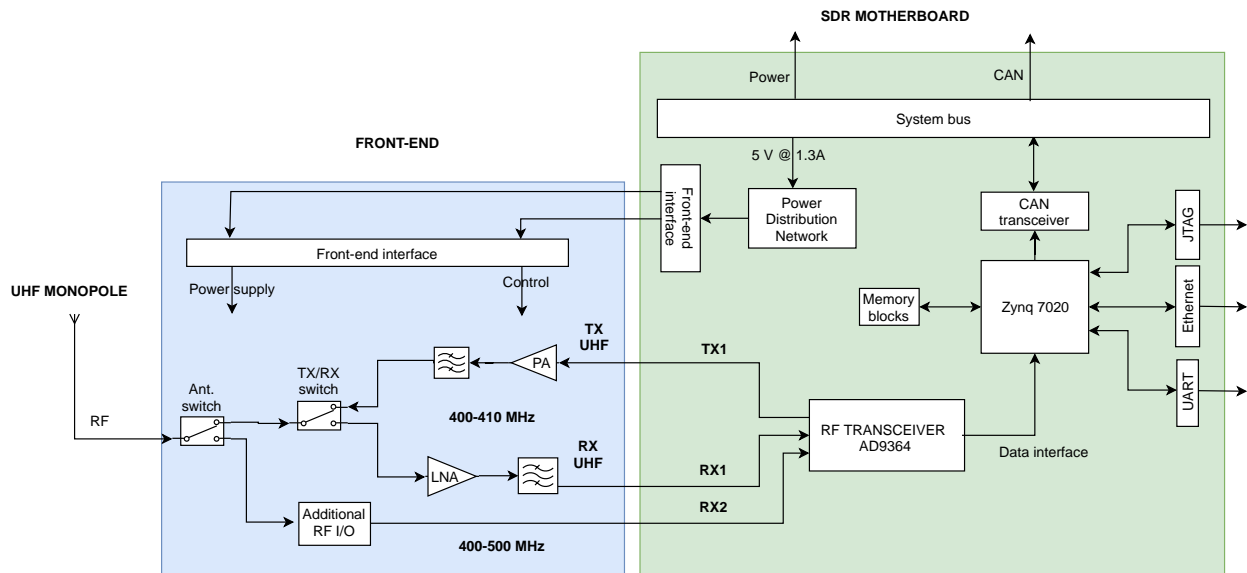 SDR MOTHERBOARD
Power
CAN
System bus
FRONT-END
5 V @ 1.3A
Front-end
interface
Power
Distribution
Network
CAN
transceiver
JTAG
Front-end interface
Power supply
Control
UHF MONOPOLE
Memory
blocks
Zynq 7020
Ethernet
TX
UHF
TX1
PA
TX/RX
switch
Ant.
switch
UART
RF
400-410 MHz
RF TRANSCEIVER
AD9364
Data interface
RX
UHF
LNA
RX1
RX2
Additional
RF I/O
400-500 MHz